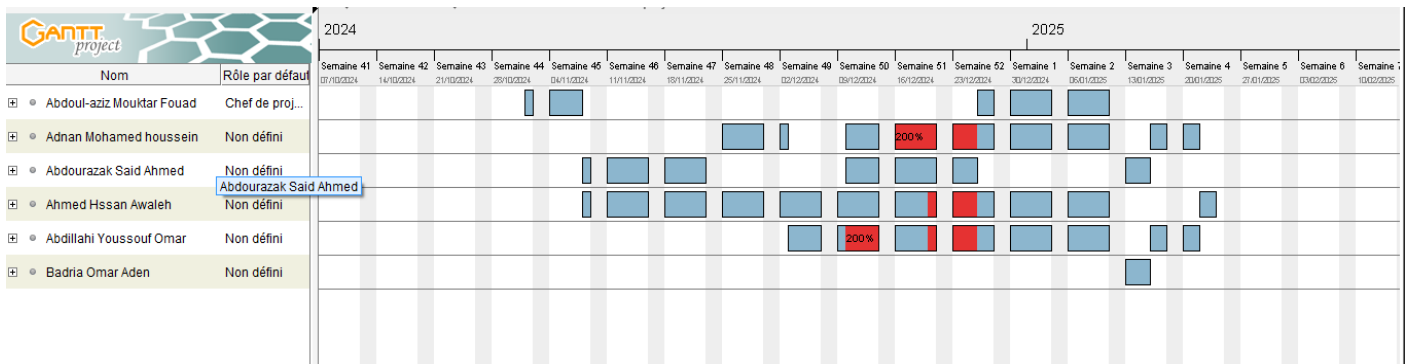 GANTT
project
2024
2025
Semaine 41 Semaine 42 Semaine 43 Semaine 44 Semaine 45 Semaine 46 Semaine 47 Semaine 48 Semaine 49 Semaine 50 Semaine 51 Semaine 52 Semaine 1 Semaine 2 Semaine 3 Semaine 4 Semaine 5 Semaine 6 Semaine 7
07/10/2024 14/10/2024 21/10/2024 28/10/2024 04/11/2024 11/11/2024 18/11/2024 25/11/2024 02/12/2024 09/12/2024 16/12/2024 23/12/2024 30/12/2024 06/01/2025 13/01/2025 20/01/2025 27/01/2025 03/02/2025 10/02/2025
Nom Rôle par défaut
Abdoul-aziz Mouktar Fouad Chef de proj...
Adnan Mohamed houssein Non défini 200%
Abdourazak Said Ahmed Non défini
Abdourazak Said Ahmed
Ahmed Hssan Awaleh Non défini
Abdillahi Youssouf Omar Non défini 200%
Badria Omar Aden Non défini